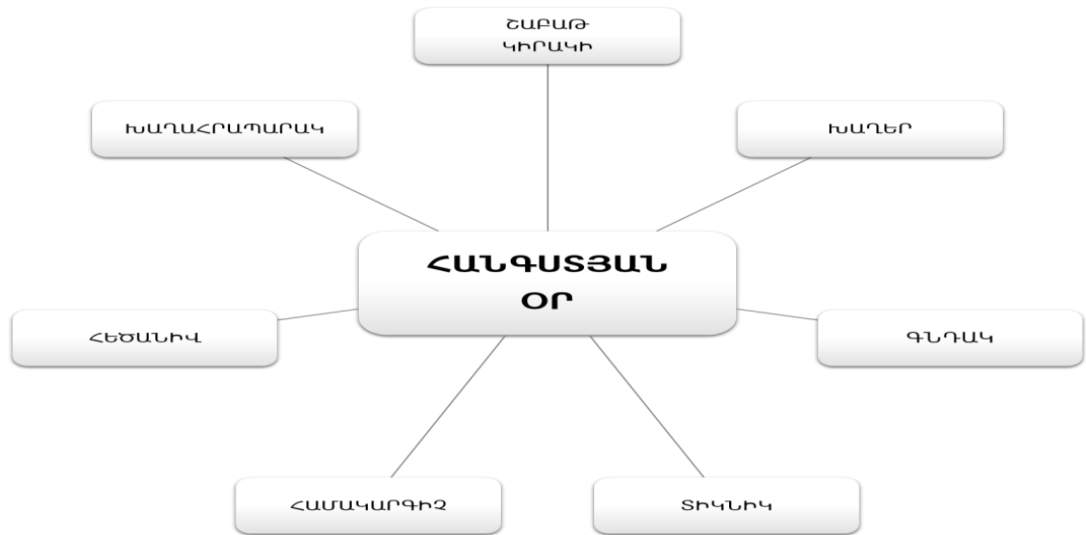 ՇԱԲԱԹ
ԿԻՐԱԿԻ
ԽԱՂԱՀՐԱՊԱՐԱԿ
ԽԱՂԵՐ
ՀԱՆԳՍՏՅԱՆ
ՕՐ
ՀԵԾԱՆԻՎ
ԳՆԴԱԿ
ՀԱՄԱԿԱՐԳԻՉ
ՏԻԿՆԻԿ